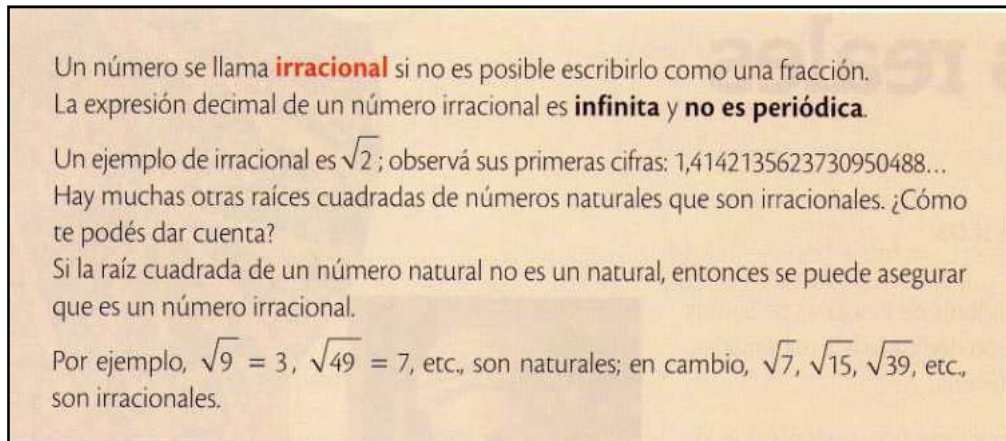 Un número se llama irracional si no es posible escribirlo como una fracción.
La expresión decimal de un número irracional es infinita y no es periódica.
Un ejemplo de irracional es √2; observá sus primeras cifras: 1,4142135623730950488...
Hay muchas otras raíces cuadradas de números naturales que son irracionales. ¿Cómo
te podés dar cuenta?
Si la raíz cuadrada de un número natural no es un natural, entonces se puede asegurar
que es un número irracional.
Por ejemplo, √9 = 3, √49 = 7, etc., son naturales; en cambio, √7, √15, √39, etc.,
son irracionales.